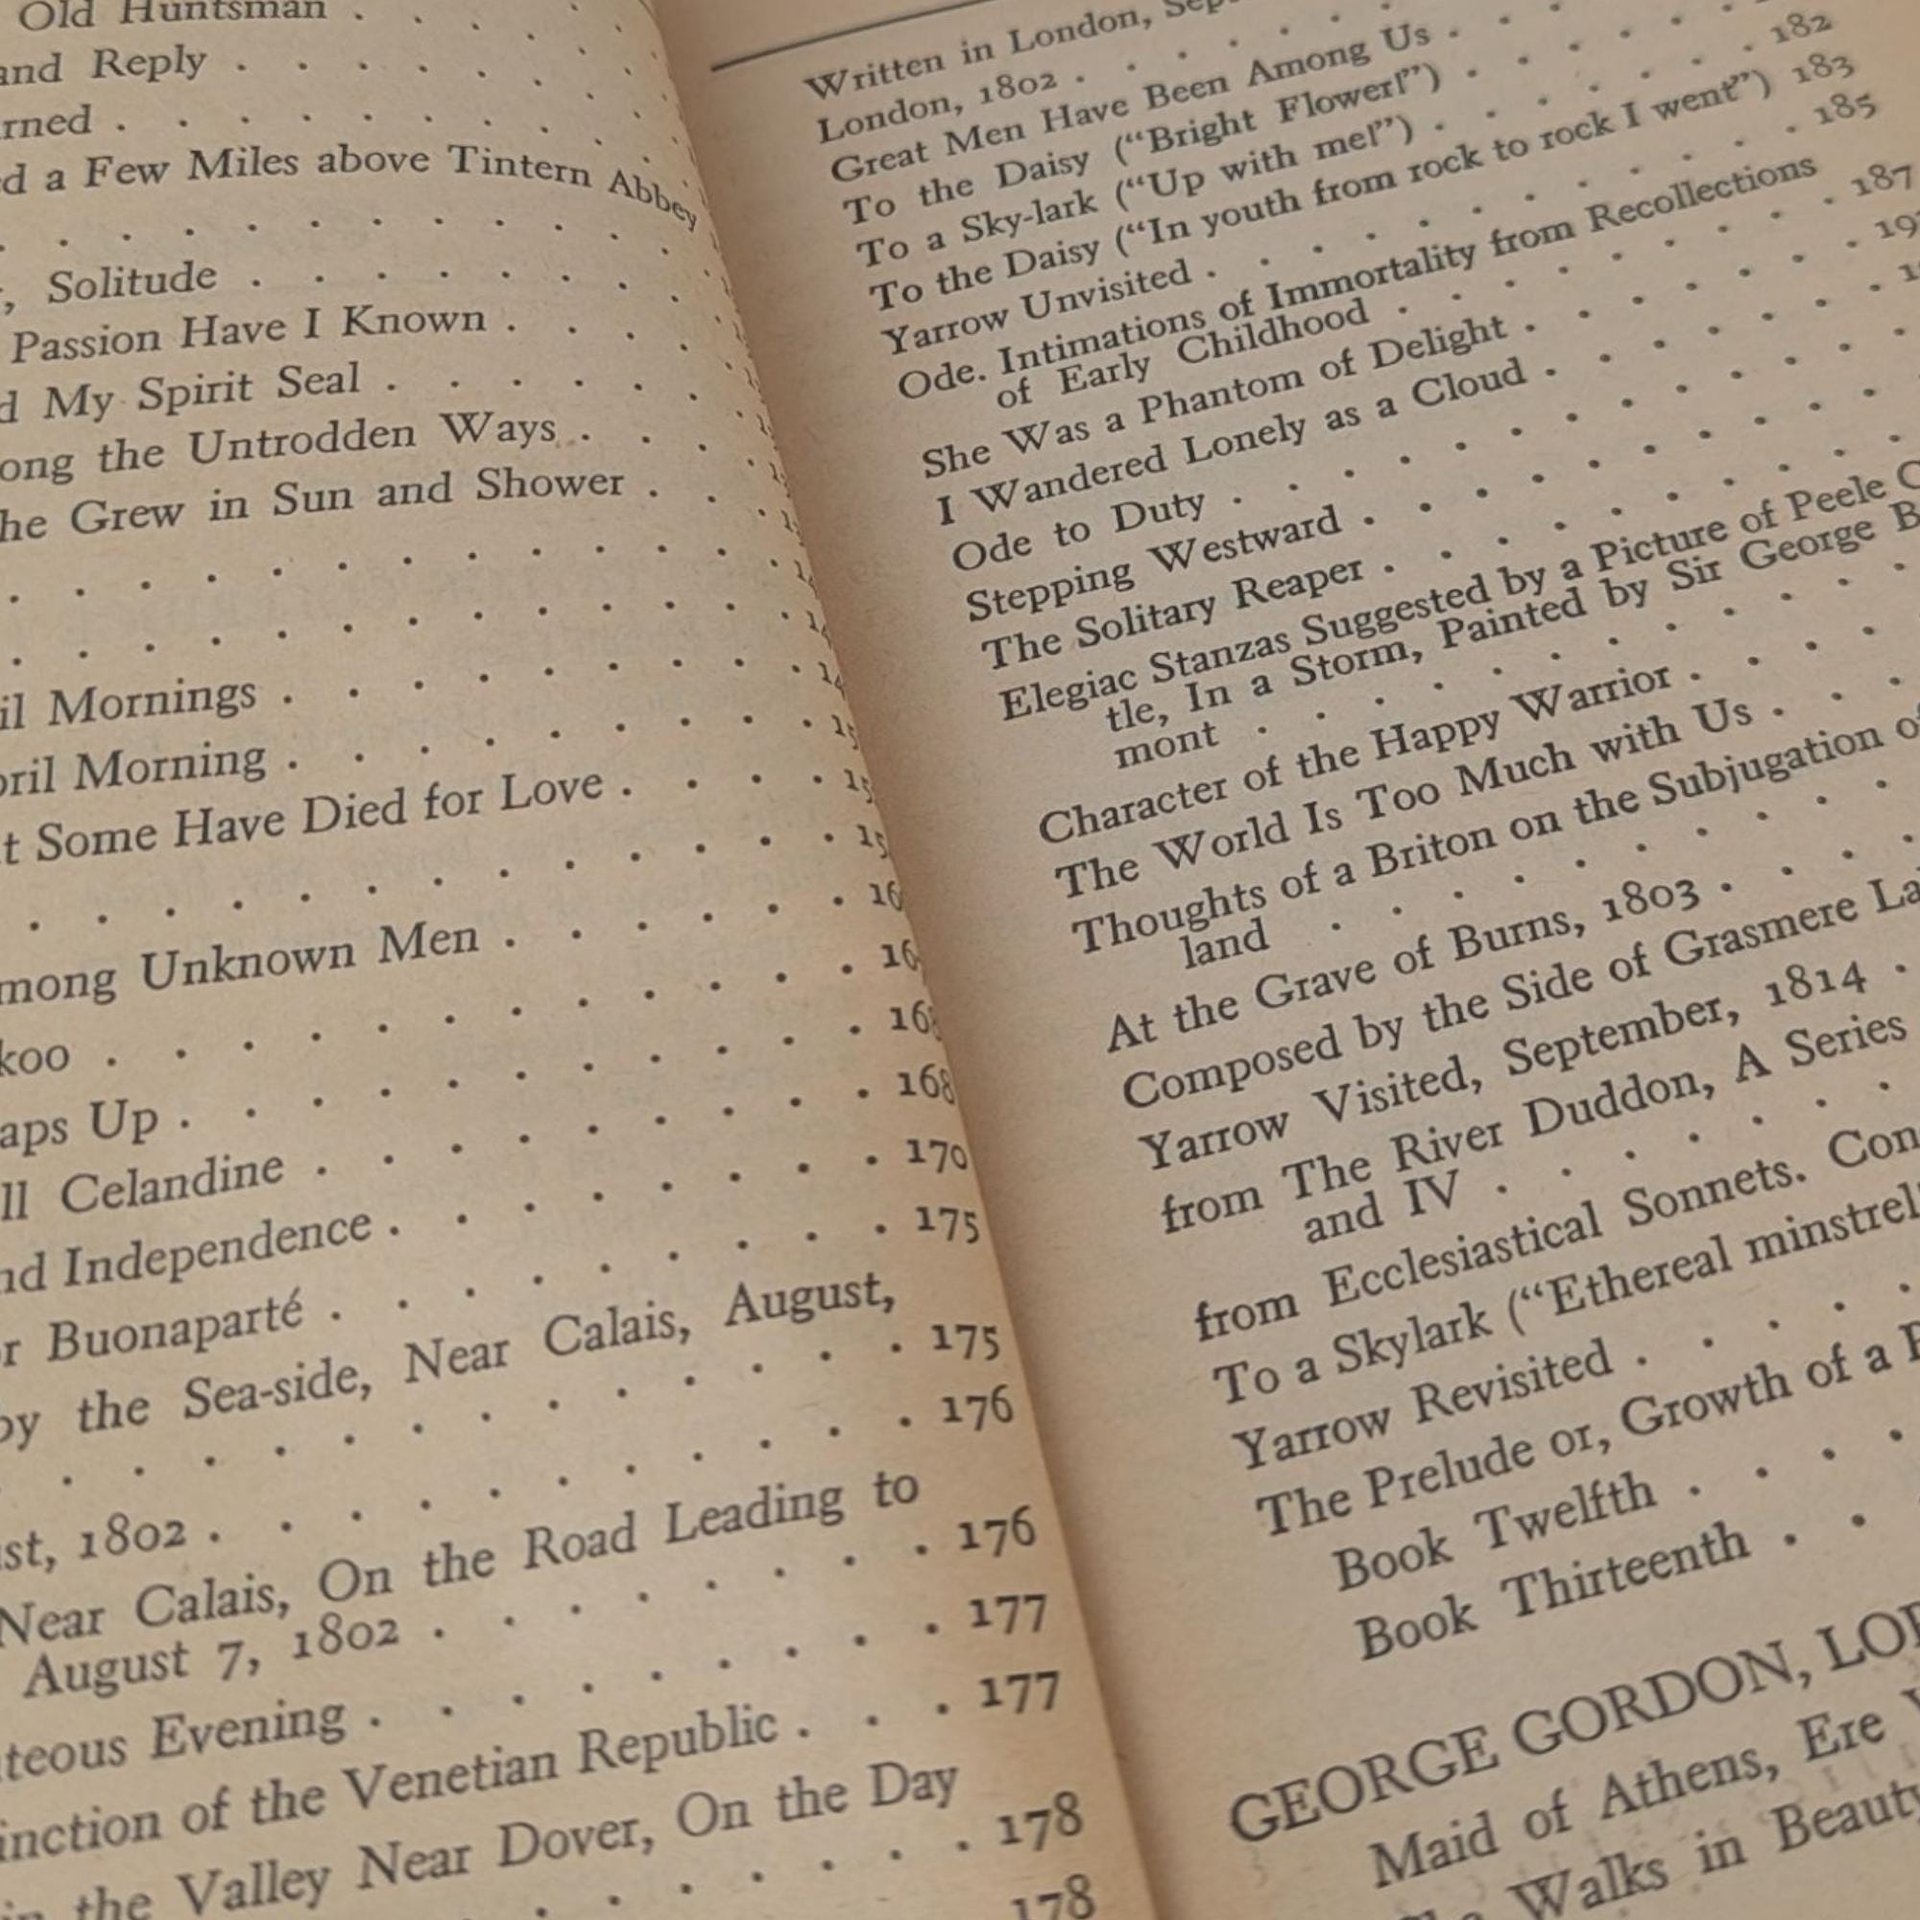 Old Huntsman . . . . .
and Reply . . . . . . .
rned . . . . . . . .
d a Few Miles above Tintern Abbey
. . . . . . . . . . .
, Solitude . . . . . . .
Passion Have I Known . . . .
d My Spirit Seal . . . . . .
ong the Untrodden Ways . . .
he Grew in Sun and Shower . .
. . . . . . . . . . . .
. . . . . . . . . . . .
il Mornings . . . . . . . .
ril Morning . . . . . . . .
t Some Have Died for Love . . . .
. . . . . . . . . . . .
mong Unknown Men . . . . . 16
koo . . . . . . . . . . . 16
aps Up . . . . . . . . . . 16
ll Celandine . . . . . . . . 168
nd Independence . . . . . . . 170
r Buonaparté . . . . . . . . 175
by the Sea-side, Near Calais, August,
. . . . . . . . . . . . 175
st, 1802 . . . . . . . . . . 176
Near Calais, On the Road Leading to
August 7, 1802 . . . . . . . 176
teous Evening . . . . . . . . 177
inction of the Venetian Republic . . . 177
in the Valley Near Dover, On the Day
. . . . . . 178
178
Written in London,
London, 1802 . . . . .
Great Men Have Been Among Us . . . .
To the Daisy ("Bright Flower!") . . . . . 182
To a Sky-lark ("Up with me!") . . . . .
To the Daisy ("In youth from rock to rock I went") 183
Yarrow Unvisited . . . . . . . . . . 185
Ode. Intimations of Immortality from Recollections
of Early Childhood . . . . . . . . 187
She Was a Phantom of Delight . . . . . .
I Wandered Lonely as a Cloud . . . . . .
Ode to Duty . . . . . . . . . . .
Stepping Westward . . . . . . . . .
The Solitary Reaper . . . . . . . . .
Elegiac Stanzas Suggested by a Picture of Peele
tle, In a Storm, Painted by Sir George
mont . . . . . . . . . . .
Character of the Happy Warrior . . . .
The World Is Too Much with Us . . .
Thoughts of a Briton on the Subjugation of
land . . . . . . . . . .
At the Grave of Burns, 1803 . . . .
Composed by the Side of Grasmere
Yarrow Visited, September, 1814 .
from The River Duddon, A Series
and IV . . . . . . .
from Ecclesiastical Sonnets.
To a Skylark ("Ethereal minstrel
Yarrow Revisited . . . . .
The Prelude or, Growth of a
Book Twelfth . . . .
Book Thirteenth . .
GEORGE GORDON,
Maid of Athens, Ere
Walks in Beauty